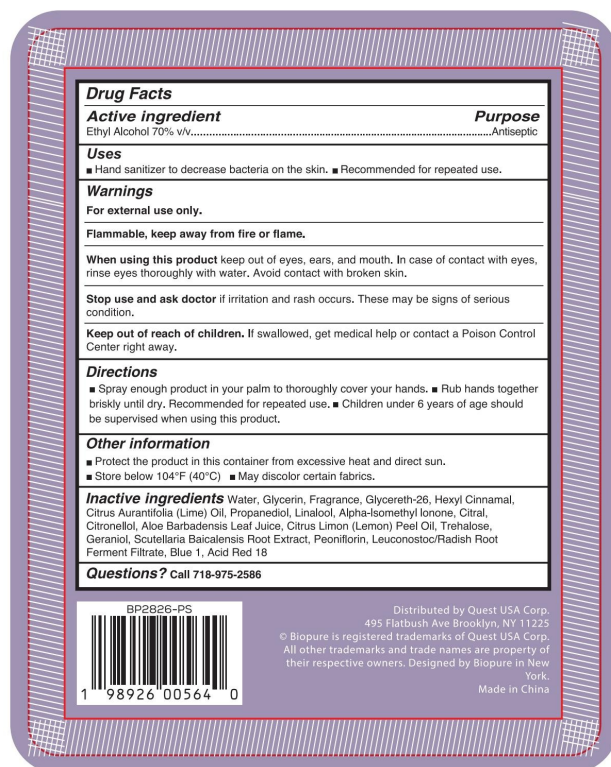 Drug Facts
Active ingredient Purpose
Ethyl Alcohol 70% v/v....................................................................................................Antiseptic
Uses
■ Hand sanitizer to decrease bacteria on the skin. ■ Recommended for repeated use.
Warnings
For external use only.
Flammable, keep away from fire or flame.
When using this product keep out of eyes, ears, and mouth. In case of contact with eyes,
rinse eyes thoroughly with water. Avoid contact with broken skin.
Stop use and ask doctor if irritation and rash occurs. These may be signs of serious
condition.
Keep out of reach of children. If swallowed, get medical help or contact a Poison Control
Center right away.
Directions
■ Spray enough product in your palm to thoroughly cover your hands. ■ Rub hands together
briskly until dry. Recommended for repeated use. ■ Children under 6 years of age should
be supervised when using this product.
Other information
■ Protect the product in this container from excessive heat and direct sun.
■ Store below 104°F (40°C) ■ May discolor certain fabrics.
Inactive ingredients Water, Glycerin, Fragrance, Glycereth-26, Hexyl Cinnamal,
Citrus Aurantifolia (Lime) Oil, Propanediol, Linalool, Alpha-Isomethyl Ionone, Citral,
Citronellol, Aloe Barbadensis Leaf Juice, Citrus Limon (Lemon) Peel Oil, Trehalose,
Geraniol, Scutellaria Baicalensis Root Extract, Peoniflorin, Leuconostoc/Radish Root
Ferment Filtrate, Blue 1, Acid Red 18
Questions? Call 718-975-2586
BP2826-PS
1 98926 00564 0
Distributed by Quest USA Corp.
495 Flatbush Ave Brooklyn, NY 11225
© Biopure is registered trademarks of Quest USA Corp.
All other trademarks and trade names are property of
their respective owners. Designed by Biopure in New
York.
Made in China